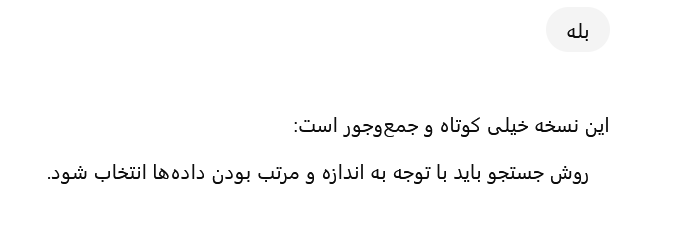 بله
این نسخه خیلی کوتاه و جمع‌وجور است:
روش جستجو باید با توجه به اندازه و مرتب بودن داده‌ها انتخاب شود.